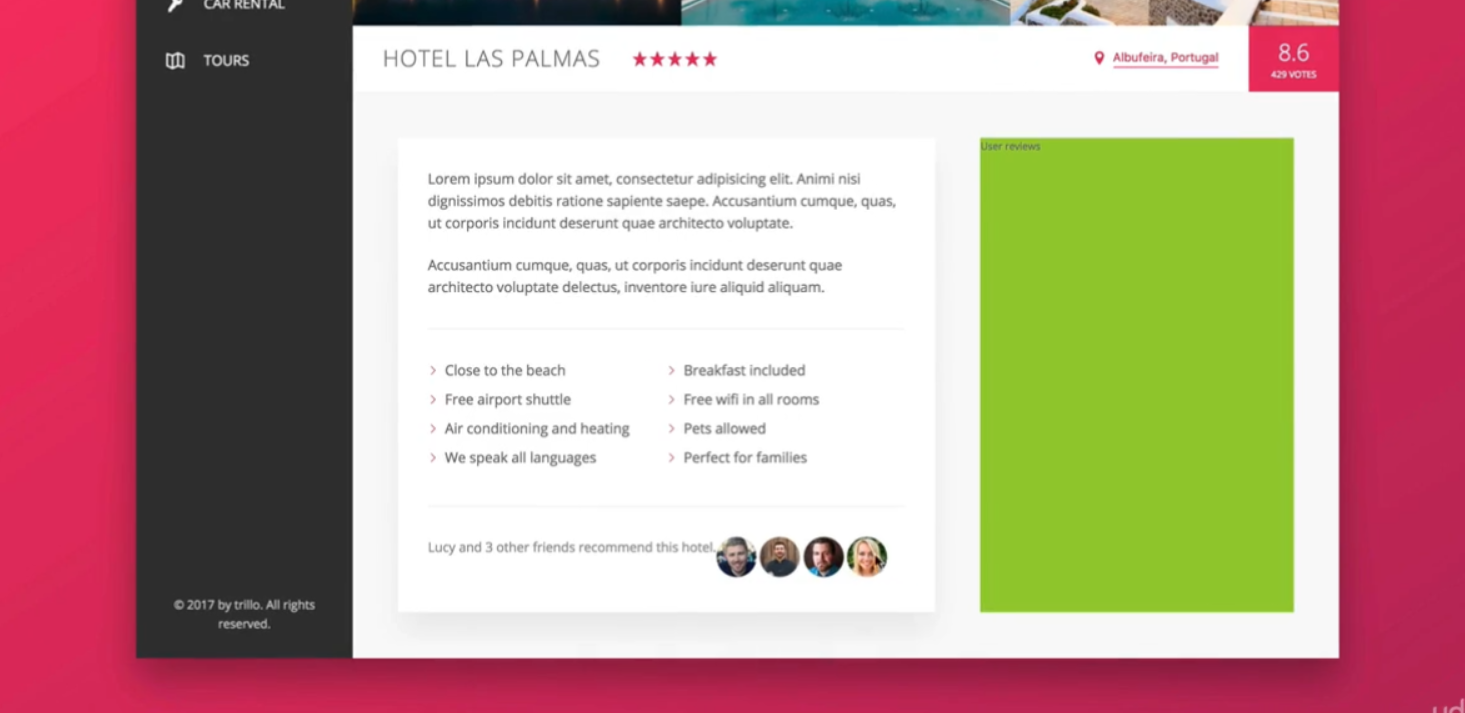 CAR RENTAL
TOURS
HOTEL LAS PALMAS
Albufeira, Portugal
8.6
429 VOTES
Lorem ipsum dolor sit amet, consectetur adipisicing elit. Animi nisi
dignissimos debitis ratione sapiente saepe. Accusantium cumque, quas,
ut corporis incidunt deserunt quae architecto voluptate.
Accusantium cumque, quas, ut corporis incidunt deserunt quae
architecto voluptate delectus, inventore iure aliquid aliquam.
Close to the beach
Breakfast included
Free airport shuttle
Free wifi in all rooms
Air conditioning and heating
Pets allowed
We speak all languages
Perfect for families
Lucy and 3 other friends recommend this hotel.
User reviews
© 2017 by trillo. All rights
reserved.